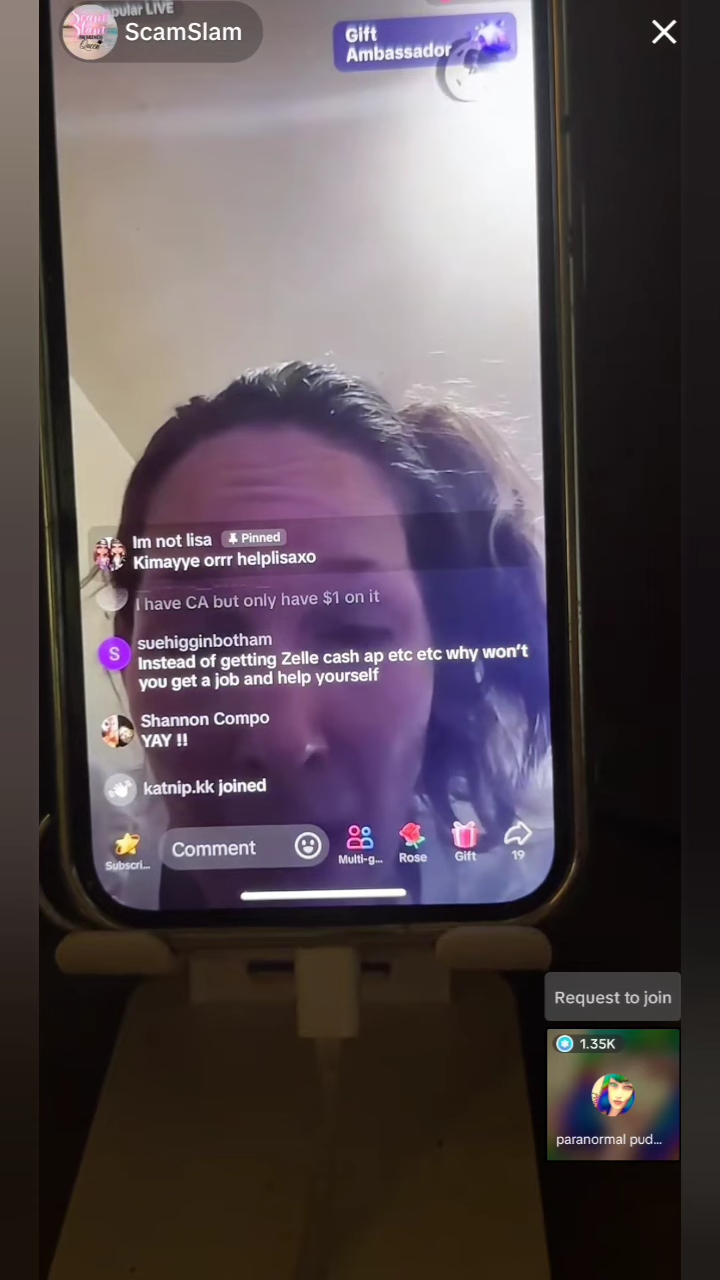 pular LIVE
ScamSlam
Gift
Ambassador
Im not lisa Pinned
Kimayye orrr helplisaxo
I have CA but only have $1 on it
S
suehigginbotham
Instead of getting Zelle cash ap etc etc why won't
you get a job and help yourself
Shannon Compo
YAY !!
katnip.kk joined
Subscri...
Comment
Multi-g...
Rose
Gift
19
Request to join
1.35K
paranormal pud...